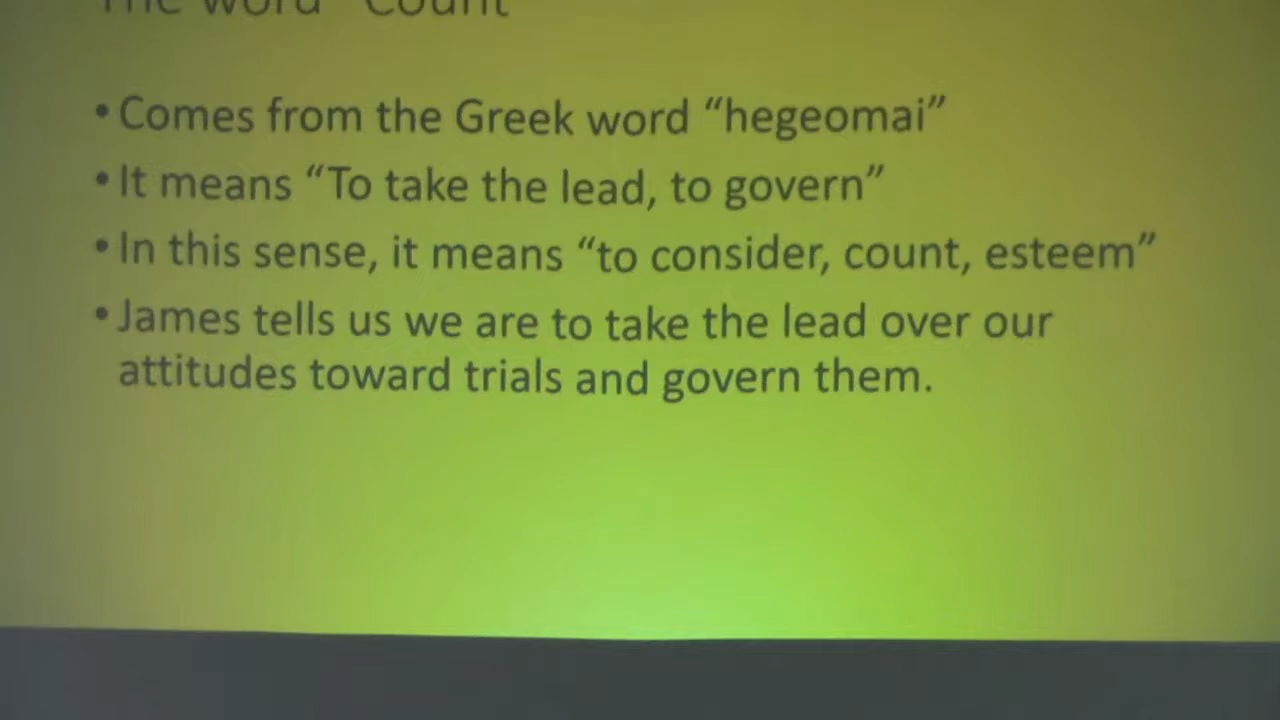 The word "Count"
• Comes from the Greek word “hegeomai”
• It means “To take the lead, to govern”
• In this sense, it means “to consider, count, esteem”
• James tells us we are to take the lead over our
attitudes toward trials and govern them.